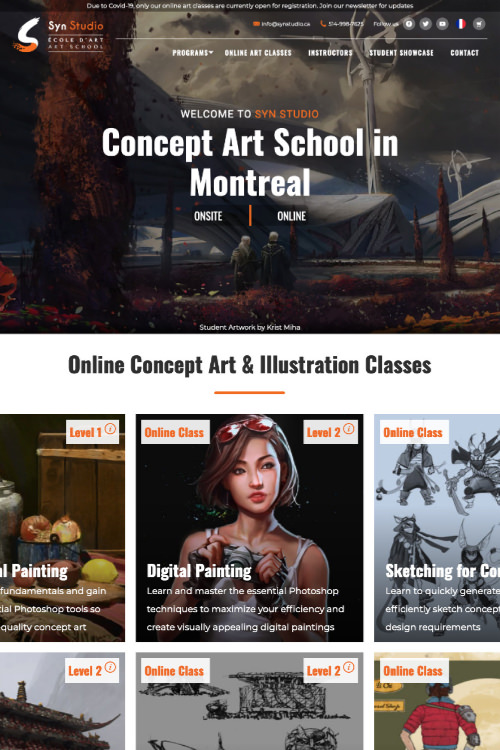 Due to Covid-19, only our online art classes are currently open for registration. Join our newsletter for updates
info@synstudio.ca
514-998-7625
Follow us
Syn Studio
ÉCOLE D'ART
ART SCHOOL
PROGRAMS
ONLINE ART CLASSES
INSTRUCTORS
STUDENT SHOWCASE
CONTACT
WELCOME TO SYN STUDIO
Concept Art School in
Montreal
ONSITE
ONLINE
Student Artwork by Krist Miha
Online Concept Art & Illustration Classes
Level 1
l Painting
fundamentals and gain
tial Photoshop tools so
quality concept art
Online Class
Level 2
Digital Painting
Learn and master the essential Photoshop
techniques to maximize your efficiency and
create visually appealing digital paintings
Online Class
Sketching for Co
Learn to quickly generate
efficiently sketch concept
design requirements
Level 2
Online Class
Level 2
Online Class